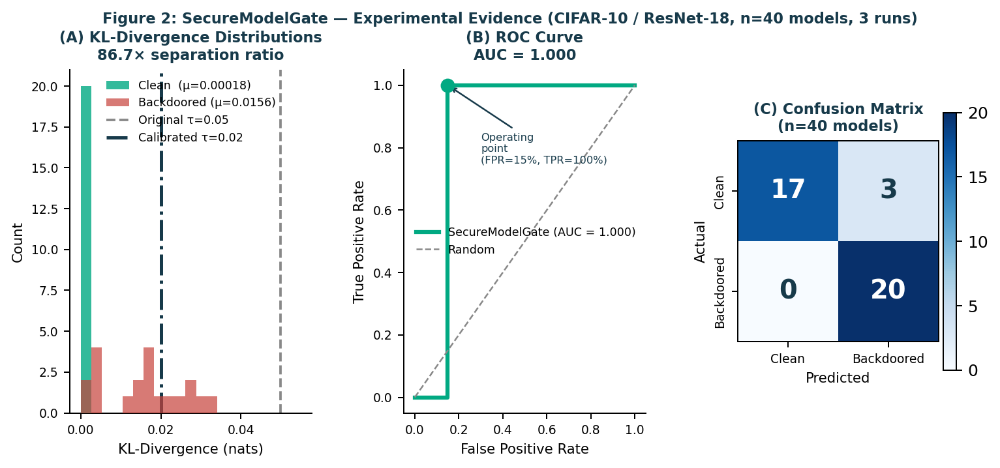 Figure 2: SecureModelGate — Experimental Evidence (CIFAR-10 / ResNet-18, n=40 models, 3 runs)
(A) KL-Divergence Distributions
86.7× separation ratio
20.0
17.5
15.0
12.5
10.0
7.5
5.0
2.5
0.0
Count
Clean (μ=0.00018)
Backdoored (μ=0.0156)
Original τ=0.05
Calibrated τ=0.02
0.00
0.02
0.04
KL-Divergence (nats)
(B) ROC Curve
AUC = 1.000
1.0
0.8
0.6
0.4
0.2
0.0
True Positive Rate
Operating
point
(FPR=15%, TPR=100%)
SecureModelGate (AUC = 1.000)
Random
0.0
0.2
0.4
0.6
0.8
1.0
False Positive Rate
(C) Confusion Matrix
(n=40 models)
Actual
Clean
Backdoored
17
3
0
20
Clean
Backdoored
Predicted
20
15
10
5
0